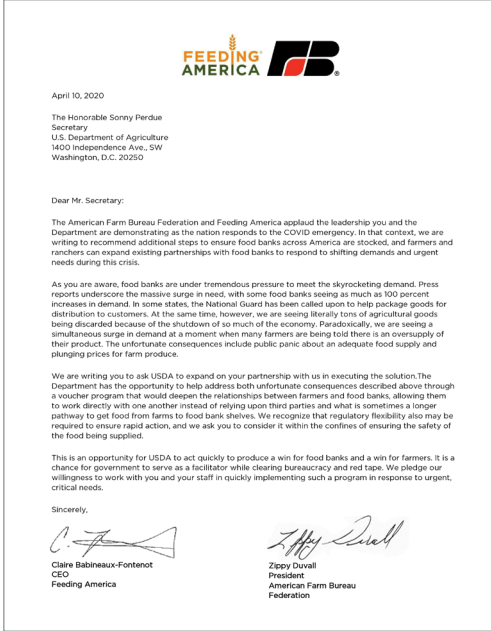 FEEDING
AMERICA
April 10, 2020
The Honorable Sonny Perdue
Secretary
U.S. Department of Agriculture
1400 Independence Ave., SW
Washington, D.C. 20250
Dear Mr. Secretary:
The American Farm Bureau Federation and Feeding America applaud the leadership you and the
Department are demonstrating as the nation responds to the COVID emergency. In that context, we are
writing to recommend additional steps to ensure food banks across America are stocked, and farmers and
ranchers can expand existing partnerships with food banks to respond to shifting demands and urgent
needs during this crisis.
As you are aware, food banks are under tremendous pressure to meet the skyrocketing demand. Press
reports underscore the massive surge in need, with some food banks seeing as much as 100 percent
increases in demand. In some states, the National Guard has been called upon to help package goods for
distribution to customers. At the same time, however, we are seeing literally tons of agricultural goods
being discarded because of the shutdown of so much of the economy. Paradoxically, we are seeing a
simultaneous surge in demand at a moment when many farmers are being told there is an oversupply of
their product. The unfortunate consequences include public panic about an adequate food supply and
plunging prices for farm produce.
We are writing you to ask USDA to expand on your partnership with us in executing the solution.The
Department has the opportunity to help address both unfortunate consequences described above through
a voucher program that would deepen the relationships between farmers and food banks, allowing them
to work directly with one another instead of relying upon third parties and what is sometimes a longer
pathway to get food from farms to food bank shelves. We recognize that regulatory flexibility also may be
required to ensure rapid action, and we ask you to consider it within the confines of ensuring the safety of
the food being supplied.
This is an opportunity for USDA to act quickly to produce a win for food banks and a win for farmers. It is a
chance for government to serve as a facilitator while clearing bureaucracy and red tape. We pledge our
willingness to work with you and your staff in quickly implementing such a program in response to urgent,
critical needs.
Sincerely,
Zippy Duvall
Claire Babineaux-Fontenot
CEO
Feeding America
Zippy Duvall
President
American Farm Bureau
Federation